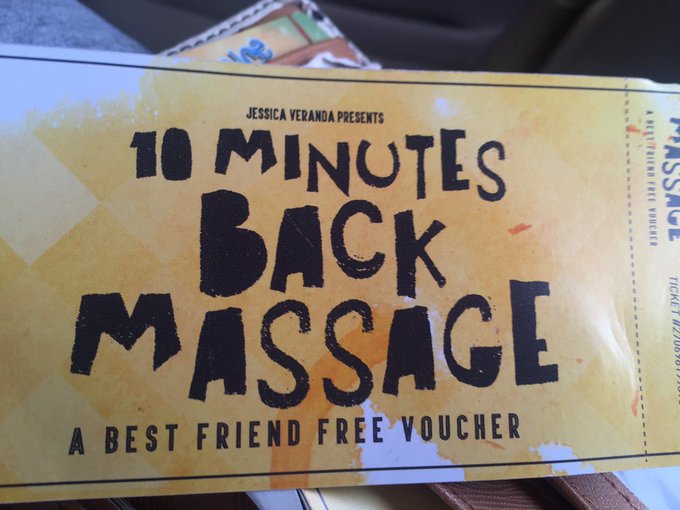 JESSICA VERANDA PRESENTS
10 MINUTES
BACK
MASSAGE
A BEST FRIEND FREE VOUCHER
MASSAGE
A BEST FRIEND FREE VOUCHER